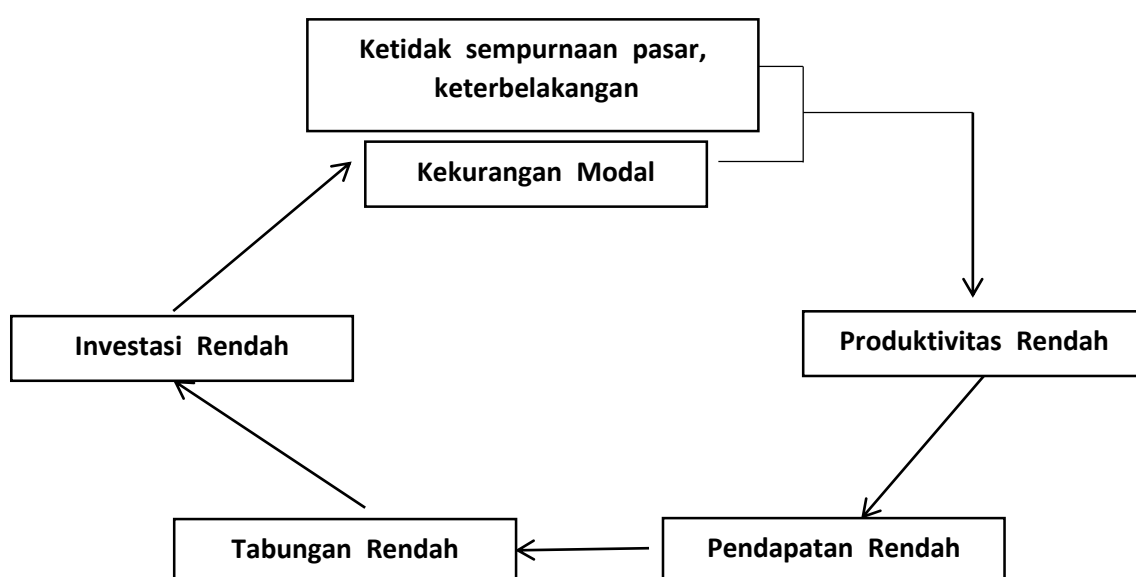 Ketidak sempurnaan pasar,
keterbelakangan
Kekurangan Modal
Investasi Rendah
Produktivitas Rendah
Tabungan Rendah
Pendapatan Rendah